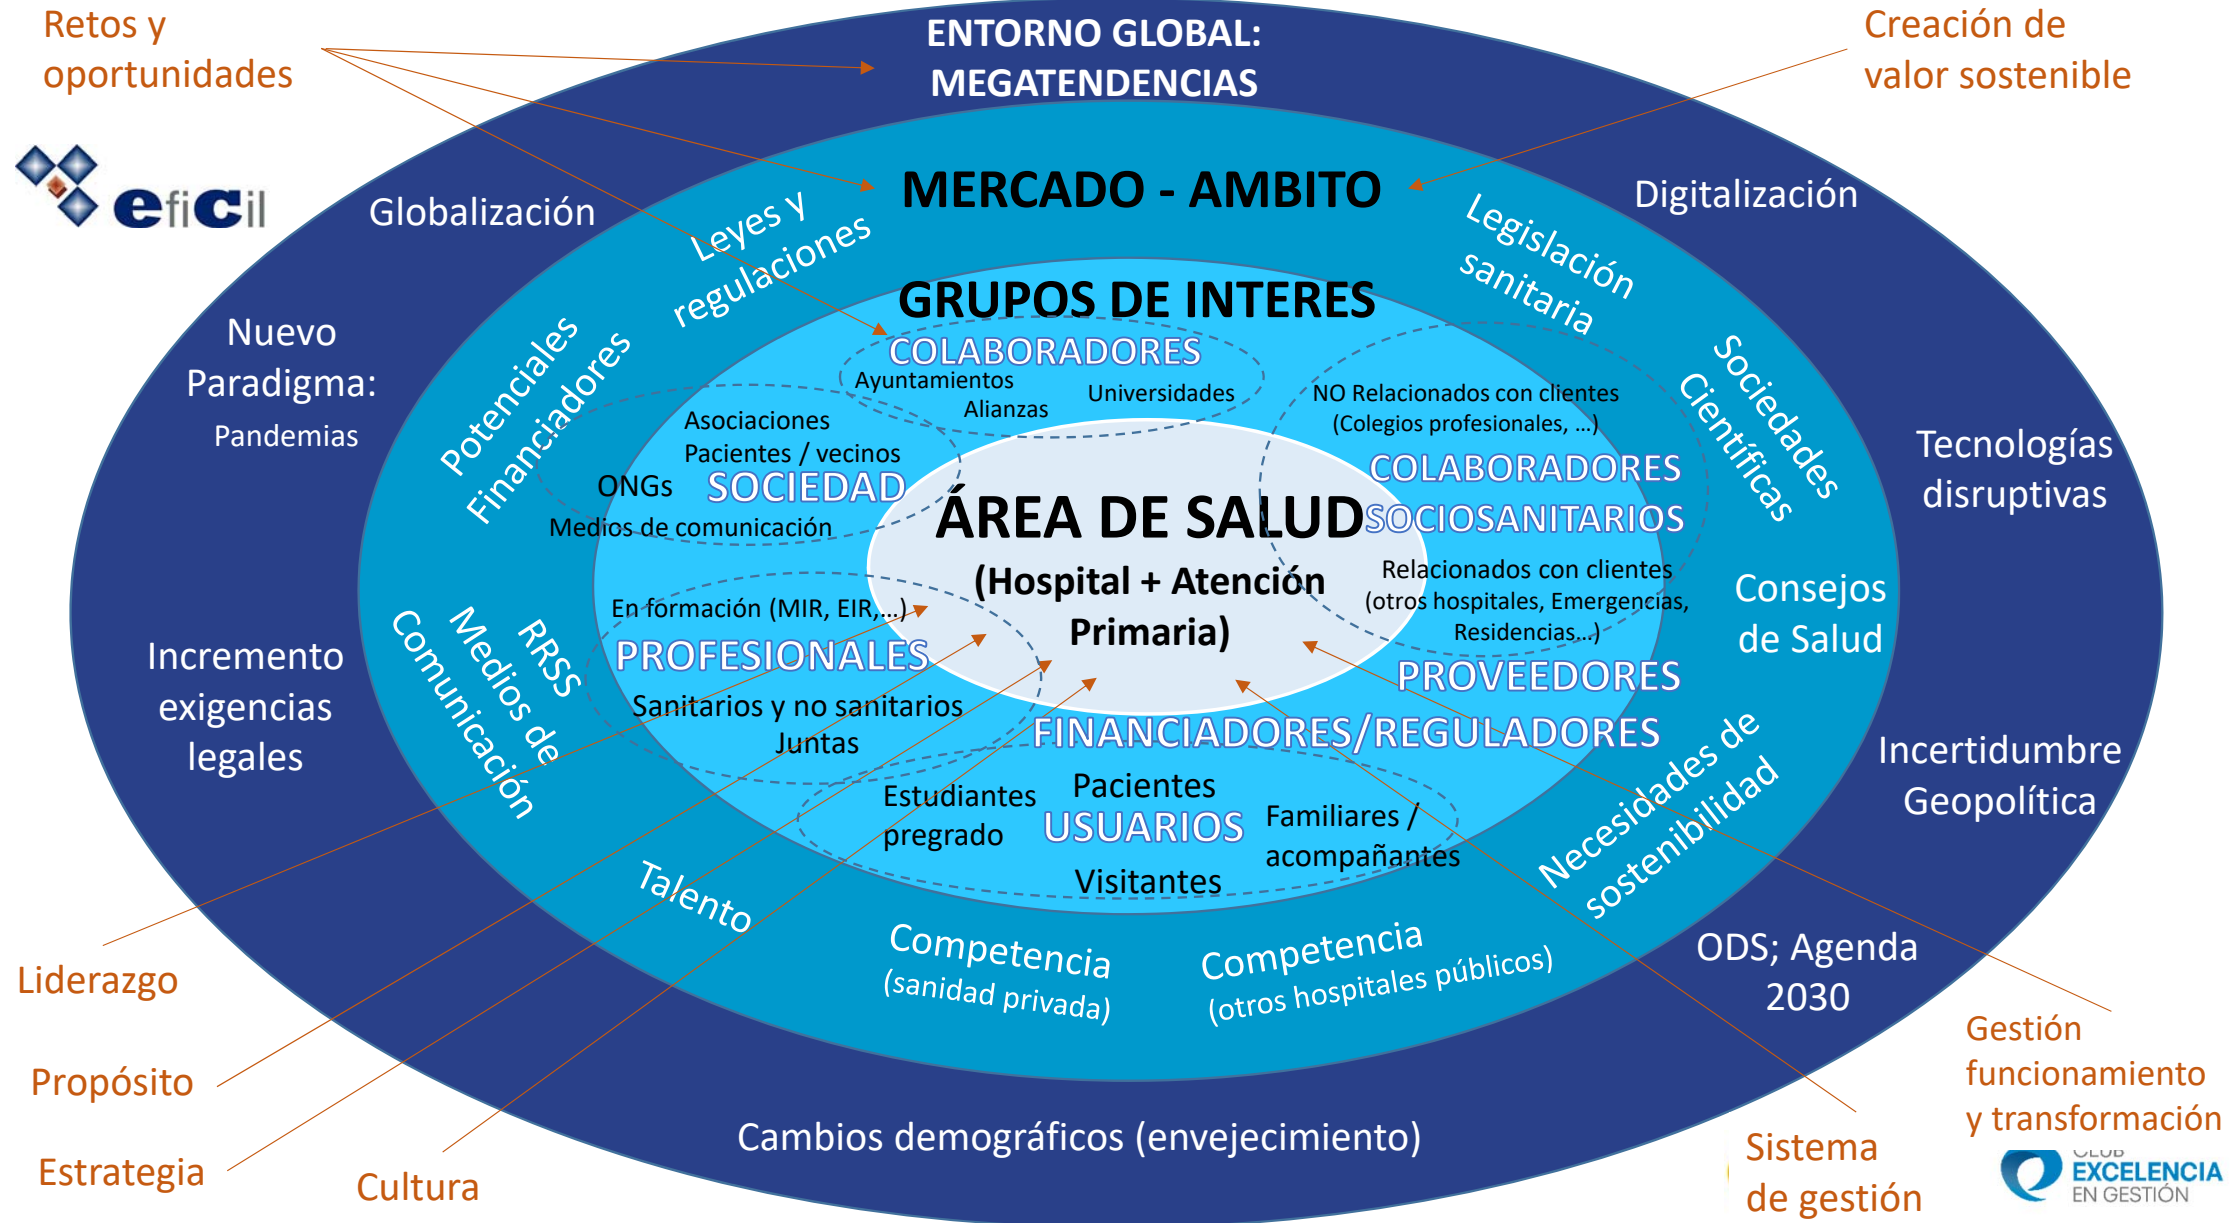 Retos y
oportunidades
ENTORNO GLOBAL:
MEGATENDENCIAS
Creación de
valor sostenible
eficil
Globalización
MERCADO - AMBITO
Digitalización
Leyes y
regulaciones
Legislación
sanitaria
GRUPOS DE INTERES
Nuevo
Paradigma:
Pandemias
Potenciales
Financiadores
COLABORADORES
Ayuntamientos
Alianzas
Universidades
NO Relacionados con clientes
(Colegios profesionales, ...)
COLABORADORES
SOCIOSANITARIOS
Relacionados con clientes
(otros hospitales, Emergencias,
Residencias...)
Sociedades
Científicas
Tecnologías
disruptivas
Asociaciones
Pacientes / vecinos
ONGs
SOCIEDAD
Medios de comunicación
ÁREA DE SALUD
(Hospital + Atención
Primaria)
Consejos
de Salud
En formación (MIR, EIR,...)
PROFESIONALES
Sanitarios y no sanitarios
Juntas
RRSS
Medios de
Comunicación
Incremento
exigencias
legales
PROVEEDORES
FINANCIADORES/REGULADORES
Incertidumbre
Geopolítica
Necesidades de
sostenibilidad
Estudiantes
pregrado
Pacientes
USUARIOS
Visitantes
Familiares /
acompañantes
Talento
Competencia
(sanidad privada)
Competencia
(otros hospitales públicos)
ODS; Agenda
2030
Liderazgo
Propósito
Estrategia
Cultura
Cambios demográficos (envejecimiento)
Sistema
de gestión
Gestión
funcionamiento
y transformación
CLUB
EXCELENCIA
EN GESTIÓN